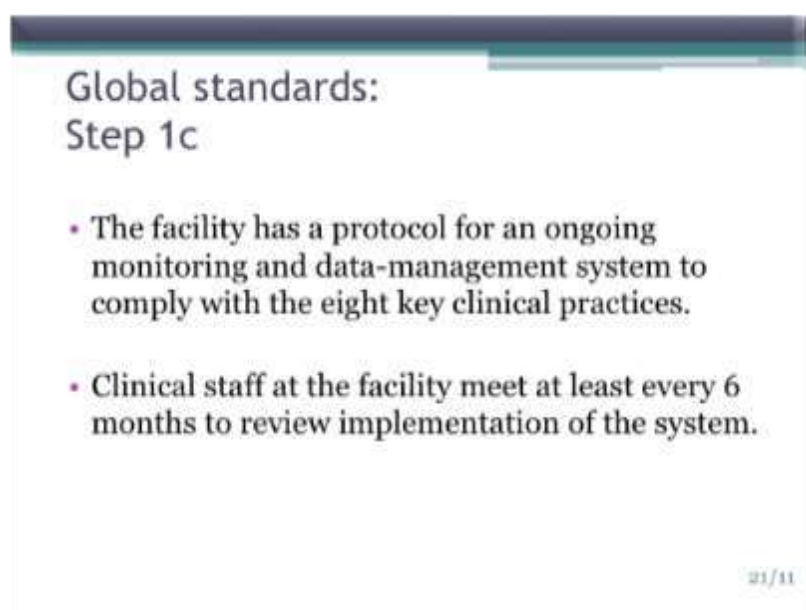 Global standards:
Step 1c
• The facility has a protocol for an ongoing
monitoring and data-management system to
comply with the eight key clinical practices.
• Clinical staff at the facility meet at least every 6
months to review implementation of the system.
21/11